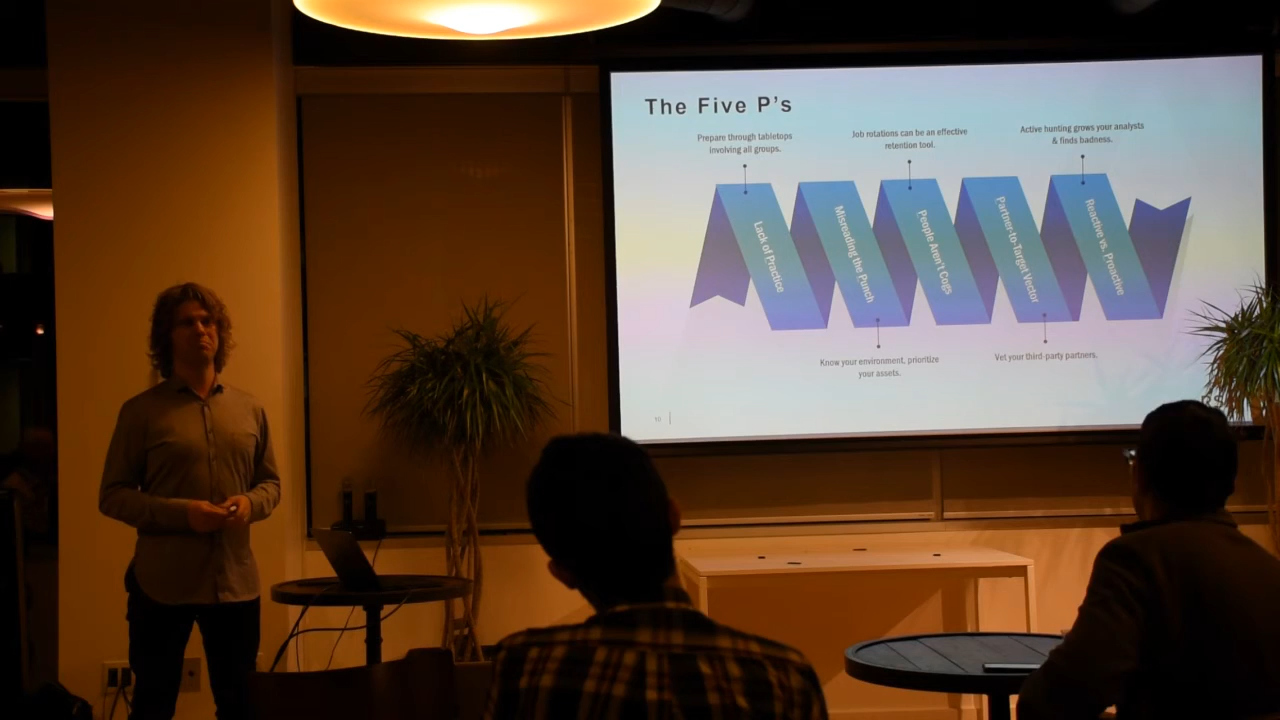 The Five P's
Prepare through tabletops
involving all groups.
Job rotations can be an effective
retention tool.
Active hunting grows your analysts
& finds badness.
Lack of Practice
Misreading the Punch
People Aren't Cogs
Partner-to-Target Vector
Reactive vs. Proactive
Know your environment, prioritize
your assets.
Vet your third-party partners.